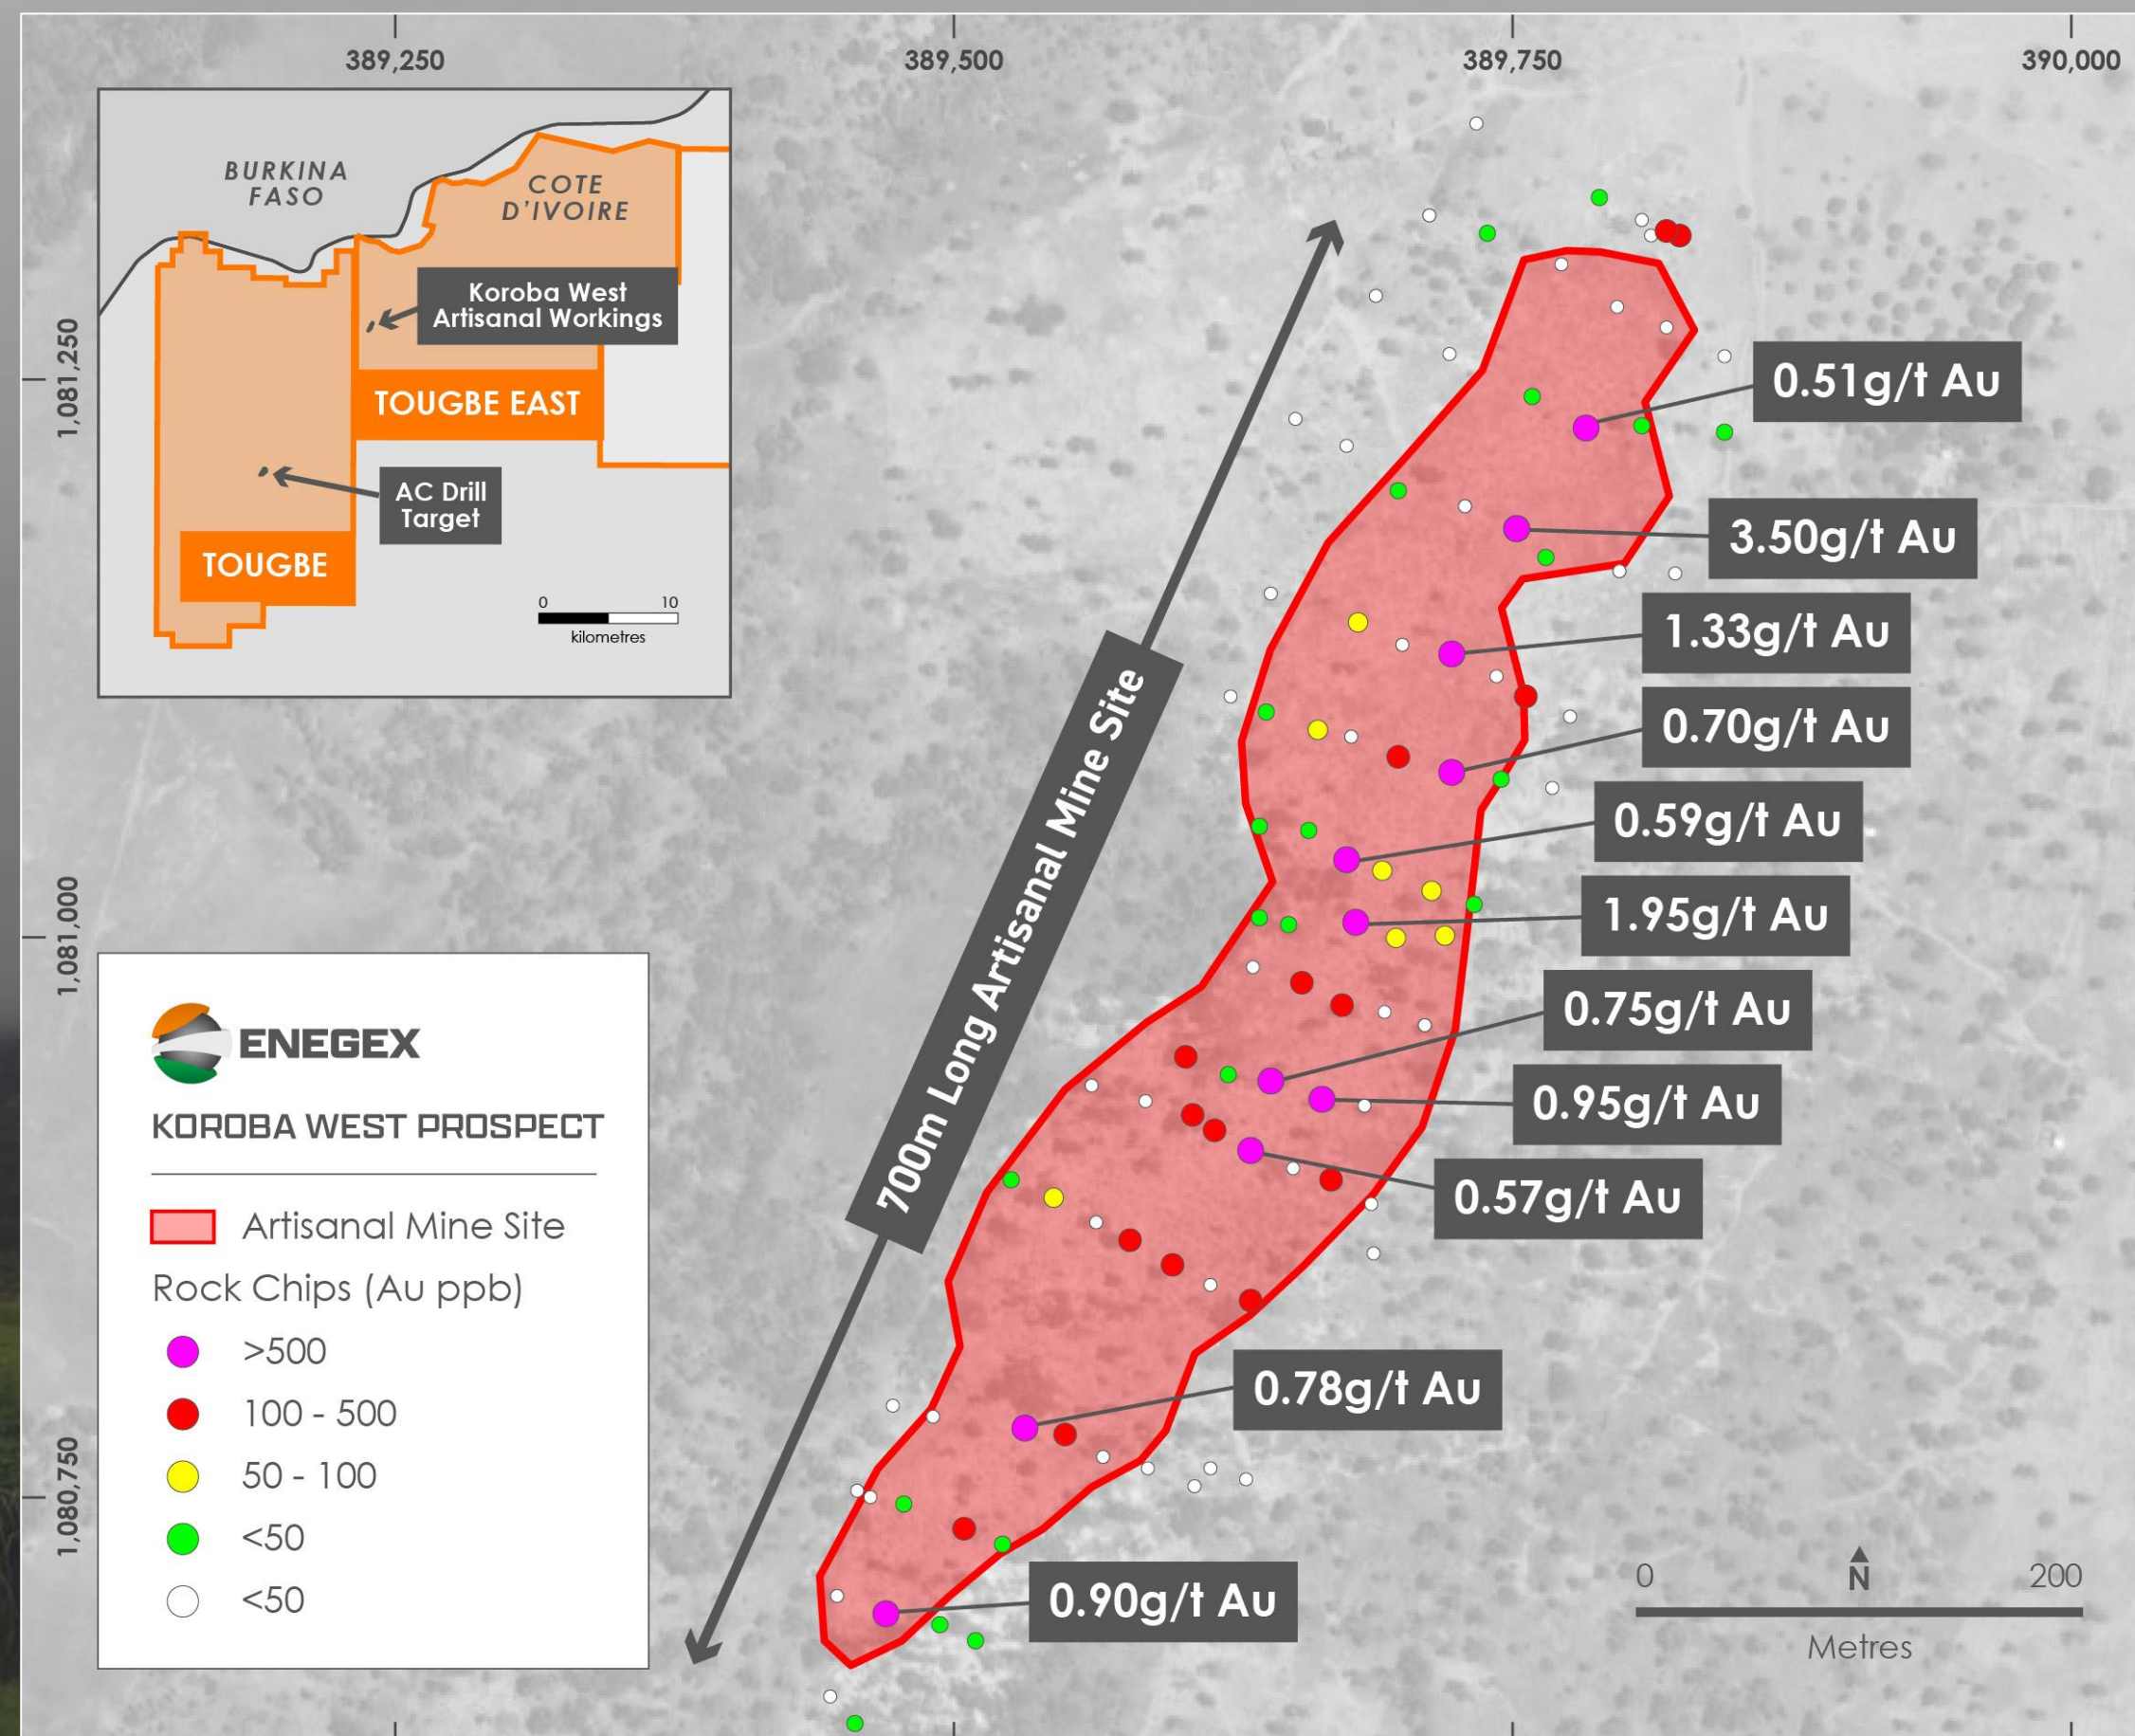 389,250
389,500
389,750
390,000
1,081,250
1,081,000
1,080,750
BURKINA
FASO
COTE
D'IVOIRE
Koroba West
Artisanal Workings
TOUGBE EAST
AC Drill
Target
TOUGBE
0 10
kilometres
700m Long Artisanal Mine Site
0.51g/t Au
3.50g/t Au
1.33g/t Au
0.70g/t Au
0.59g/t Au
1.95g/t Au
0.75g/t Au
0.95g/t Au
0.57g/t Au
0.78g/t Au
0.90g/t Au
ENEGEX
KOROBA WEST PROSPECT
Artisanal Mine Site
Rock Chips (Au ppb)
>500
100 - 500
50 - 100
<50
<50
0 N 200
Metres